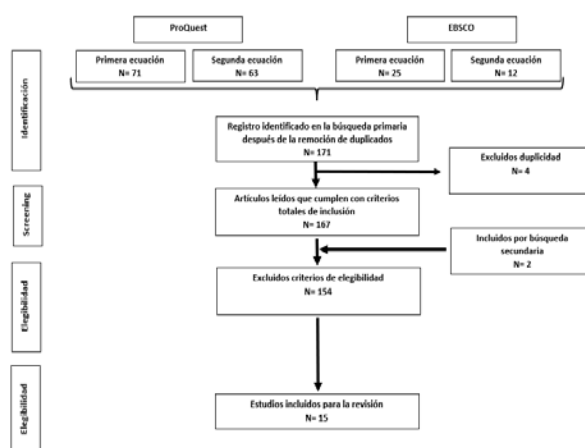 ProQuest
EBSCO
Primera ecuación
N= 71
Segunda ecuación
N= 63
Primera ecuación
N= 25
Segunda ecuación
N= 12
Identificación
Registro identificado en la búsqueda primaria
después de la remoción de duplicados
N= 171
Excluidos duplicidad
N= 4
Screening
Artículos leídos que cumplen con criterios
totales de inclusión
N= 167
Incluidos por búsqueda
secundaria
N= 2
Elegibilidad
Excluidos criterios de elegibilidad
N= 154
Elegibilidad
Estudios incluidos para la revisión
N= 15